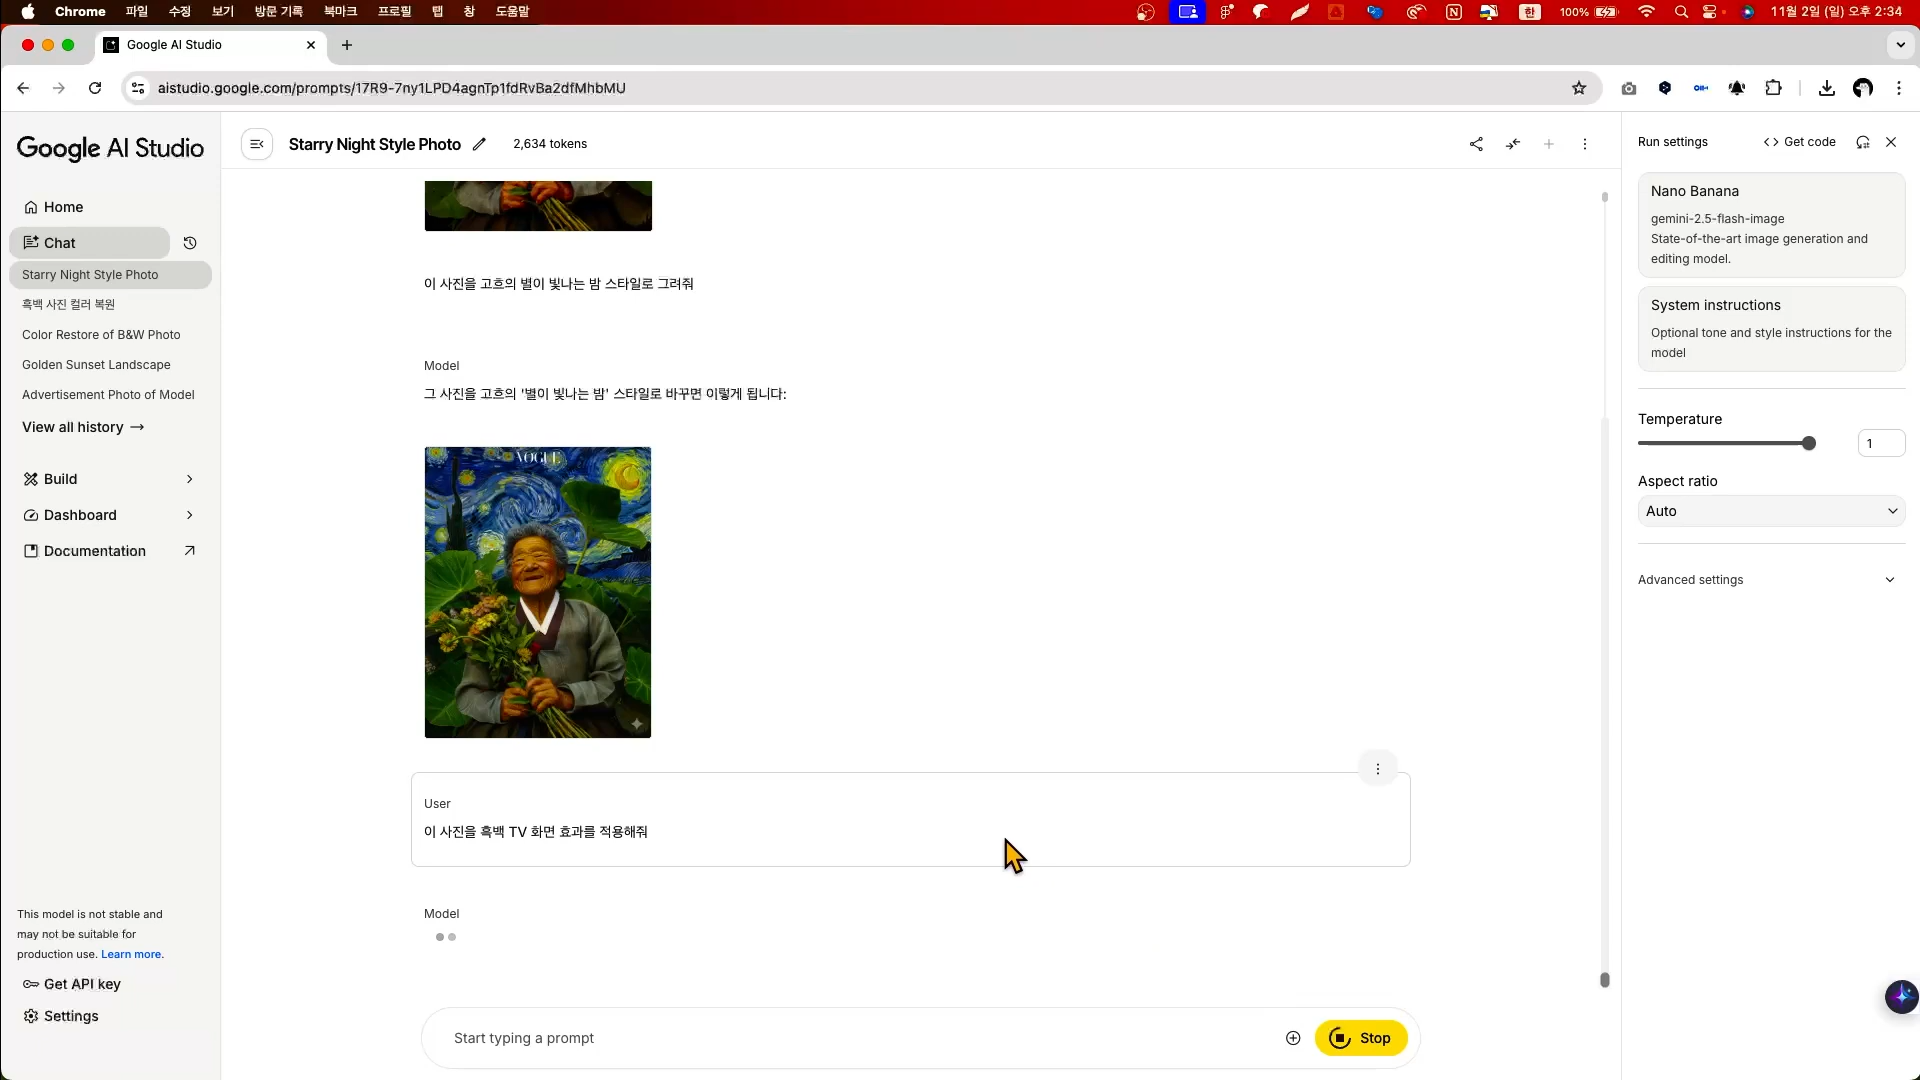 Chrome 파일 수정 보기 방문 기록 북마크 프로필 탭 창 도움말 한 100% 11월 2일 (일) 오후 2:34
Google AI Studio
aistudio.google.com/prompts/17R9-7ny1LPD4agnTp1fdRvBa2dfMhbMU
Google AI Studio
Home
Chat
Starry Night Style Photo
흑백 사진 컬러 복원
Color Restore of B&W Photo
Golden Sunset Landscape
Advertisement Photo of Model
View all history
Build
Dashboard
Documentation
This model is not stable and
may not be suitable for
production use. Learn more.
Get API key
Settings
Starry Night Style Photo 2,634 tokens
이 사진을 고흐의 별이 빛나는 밤 스타일로 그려줘
Model
그 사진을 고흐의 '별이 빛나는 밤' 스타일로 바꾸면 이렇게 됩니다:
VOGUE
User
이 사진을 흑백 TV 화면 효과를 적용해줘
Model
Start typing a prompt
Stop
Run settings
Get code
Nano Banana
gemini-2.5-flash-image
State-of-the-art image generation and
editing model.
System instructions
Optional tone and style instructions for the
model
Temperature
1
Aspect ratio
Auto
Advanced settings